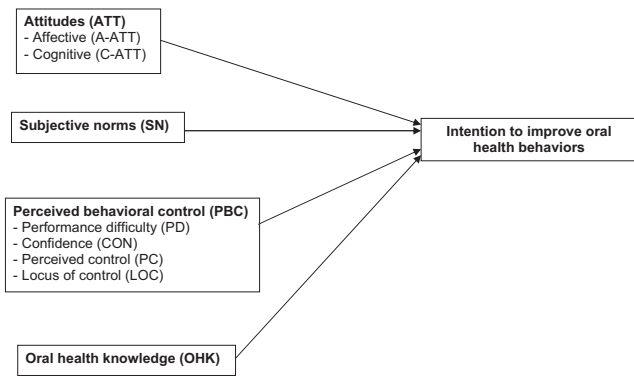 Attitudes (ATT)
- Affective (A-ATT)
- Cognitive (C-ATT)
Subjective norms (SN)
Intention to improve oral
health behaviors
Perceived behavioral control (PBC)
- Performance difficulty (PD)
- Confidence (CON)
- Perceived control (PC)
- Locus of control (LOC)
Oral health knowledge (OHK)